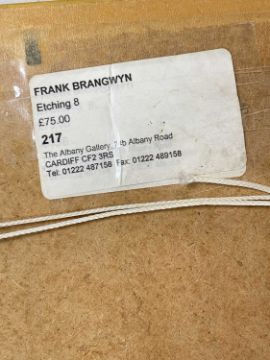 FRANK BRANGWYN
Etching 8
£75.00
217
The Albany Gallery, 74b Albany Road
CARDIFF CF2 3RS
Tel: 01222 487158 Fax: 01222 489158